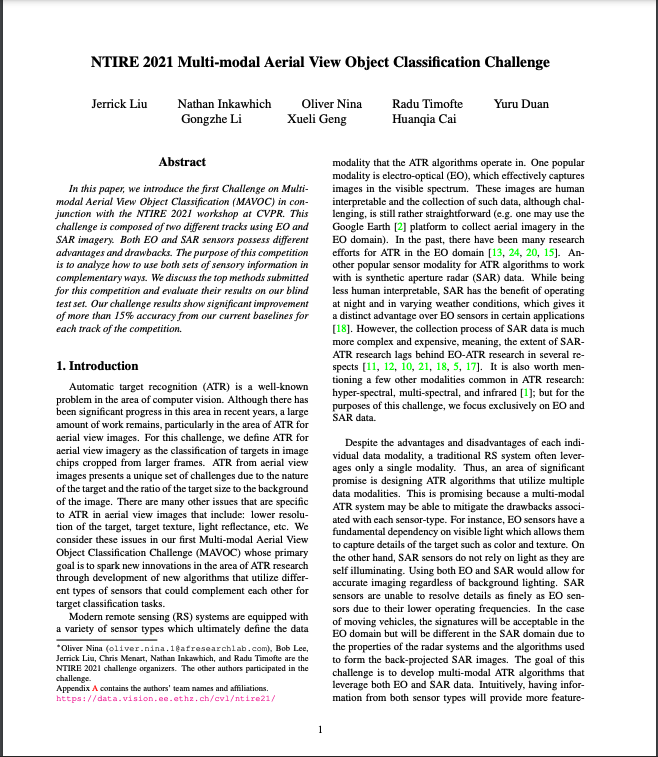 NTIRE 2021 Multi-modal Aerial View Object Classification Challenge
Jerrick Liu Nathan Inkawhich Oliver Nina Radu Timofte Yuru Duan
Gongzhe Li Xueli Geng Huanqia Cai
Abstract
In this paper, we introduce the first Challenge on Multi-
modal Aerial View Object Classification (MAVOC) in con-
junction with the NTIRE 2021 workshop at CVPR. This
challenge is composed of two different tracks using EO and
SAR imagery. Both EO and SAR sensors possess different
advantages and drawbacks. The purpose of this competition
is to analyze how to use both sets of sensory information in
complementary ways. We discuss the top methods submitted
for this competition and evaluate their results on our blind
test set. Our challenge results show significant improvement
of more than 15% accuracy from our current baselines for
each track of the competition.
1. Introduction
Automatic target recognition (ATR) is a well-known
problem in the area of computer vision. Although there has
been significant progress in this area in recent years, a large
amount of work remains, particularly in the area of ATR for
aerial view images. For this challenge, we define ATR for
aerial view imagery as the classification of targets in image
chips cropped from larger frames. ATR from aerial view
images presents a unique set of challenges due to the nature
of the target and the ratio of the target size to the background
of the image. There are many other issues that are specific
to ATR in aerial view images that include: lower resolu-
tion of the target, target texture, light reflectance, etc. We
consider these issues in our first Multi-modal Aerial View
Object Classification Challenge (MAVOC) whose primary
goal is to spark new innovations in the area of ATR research
through development of new algorithms that utilize differ-
ent types of sensors that could complement each other for
target classification tasks.
Modern remote sensing (RS) systems are equipped with
a variety of sensor types which ultimately define the data
*Oliver Nina (oliver.nina.1@afresearchlab.com), Bob Lee,
Jerrick Liu, Chris Menart, Nathan Inkawhich, and Radu Timofte are the
NTIRE 2021 challenge organizers. The other authors participated in the
challenge.
Appendix A contains the authors' team names and affiliations.
https://data.vision.ee.ethz.ch/cvl/ntire21/
modality that the ATR algorithms operate in. One popular
modality is electro-optical (EO), which effectively captures
images in the visible spectrum. These images are human
interpretable and the collection of such data, although chal-
lenging, is still rather straightforward (e.g. one may use the
Google Earth [2] platform to collect aerial imagery in the
EO domain). In the past, there have been many research
efforts for ATR in the EO domain [13, 24, 20, 15]. An-
other popular sensor modality for ATR algorithms to work
with is synthetic aperture radar (SAR) data. While being
less human interpretable, SAR has the benefit of operating
at night and in varying weather conditions, which gives it
a distinct advantage over EO sensors in certain applications
[18]. However, the collection process of SAR data is much
more complex and expensive, meaning, the extent of SAR-
ATR research lags behind EO-ATR research in several re-
spects [11, 12, 10, 21, 18, 5, 17]. It is also worth men-
tioning a few other modalities common in ATR research:
hyper-spectral, multi-spectral, and infrared [1]; but for the
purposes of this challenge, we focus exclusively on EO and
SAR data.
Despite the advantages and disadvantages of each indi-
vidual data modality, a traditional RS system often lever-
ages only a single modality. Thus, an area of significant
promise is designing ATR algorithms that utilize multiple
data modalities. This is promising because a multi-modal
ATR system may be able to mitigate the drawbacks associ-
ated with each sensor-type. For instance, EO sensors have a
fundamental dependency on visible light which allows them
to capture details of the target such as color and texture. On
the other hand, SAR sensors do not rely on light as they are
self illuminating. Using both EO and SAR would allow for
accurate imaging regardless of background lighting. SAR
sensors are unable to resolve details as finely as EO sen-
sors due to their lower operating frequencies. In the case
of moving vehicles, the signatures will be acceptable in the
EO domain but will be different in the SAR domain due to
the properties of the radar systems and the algorithms used
to form the back-projected SAR images. The goal of this
challenge is to develop multi-modal ATR algorithms that
leverage both EO and SAR data. Intuitively, having infor-
mation from both sensor types will provide more feature-
1